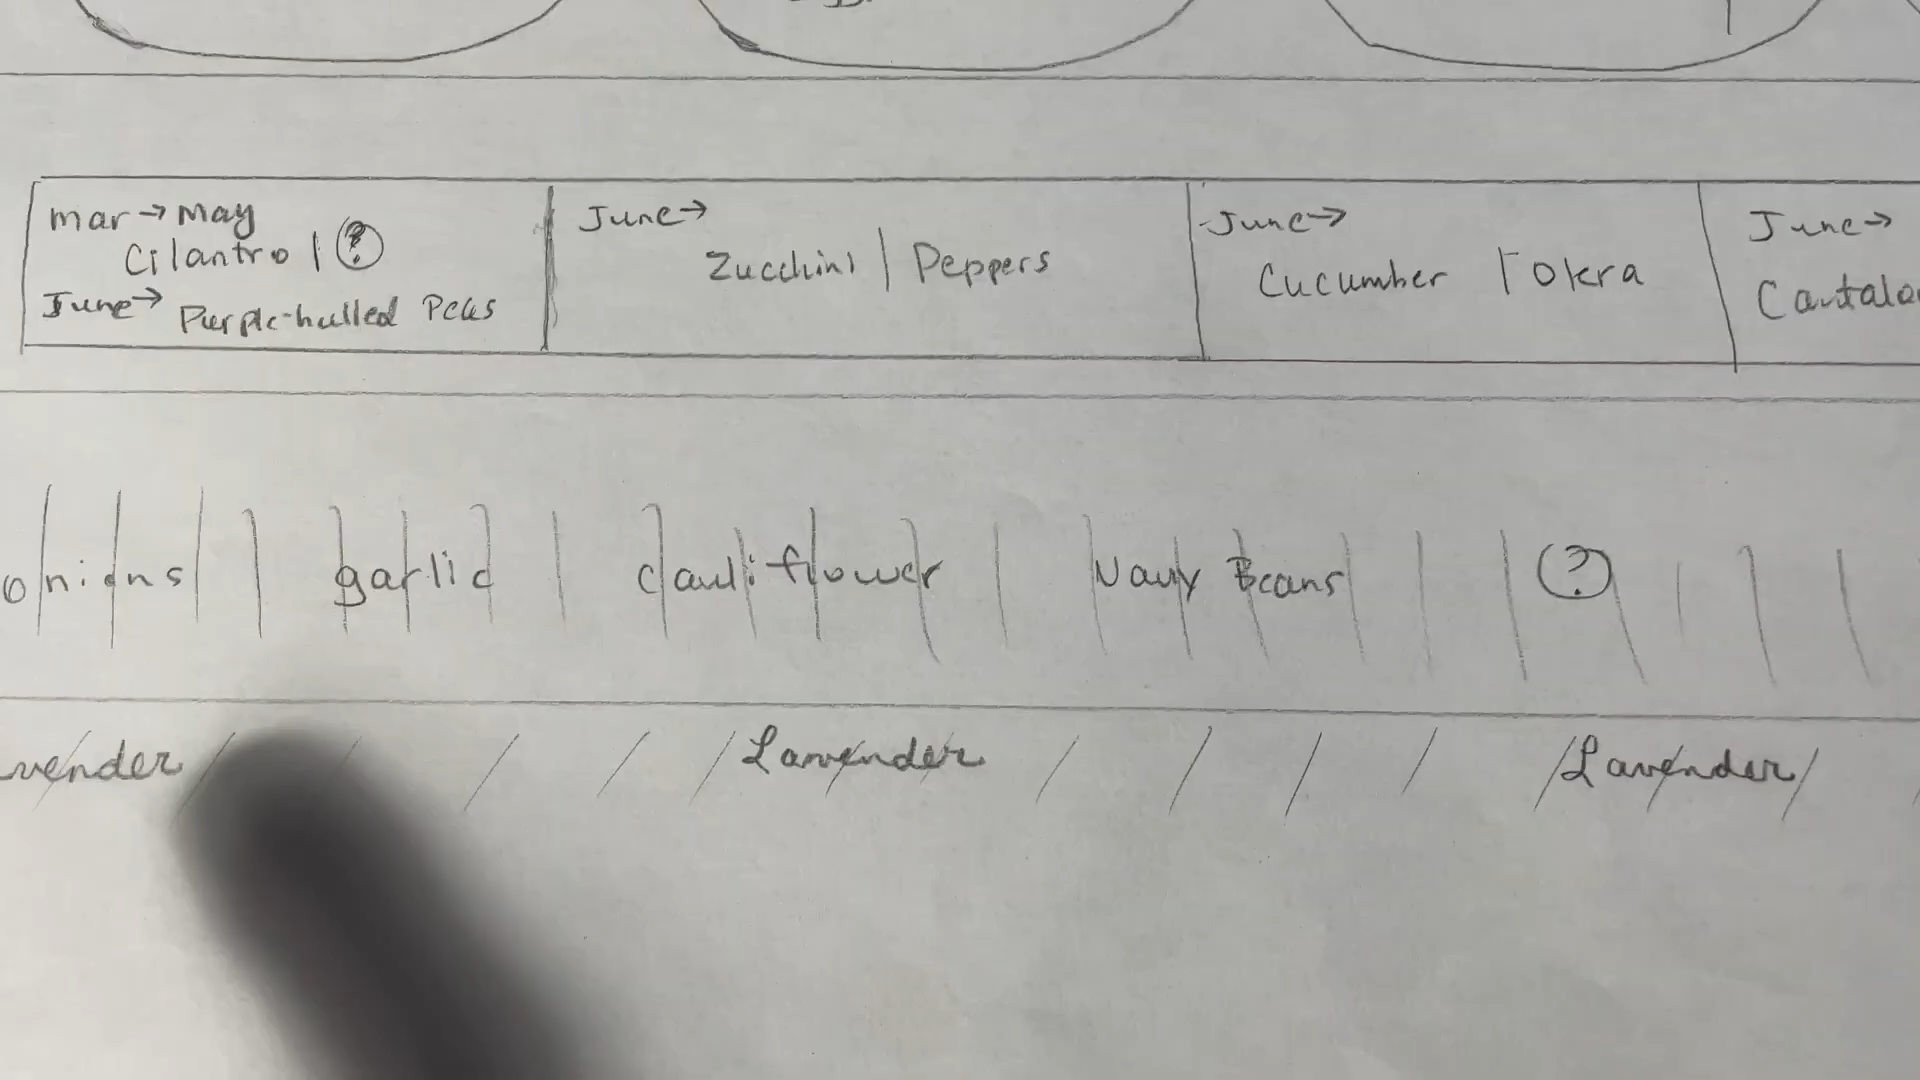 mar→ May
Cilantro | ?
June→ Purple-hulled Peas
June→
Zucchini | Peppers
June→
Cucumber | Okra
June→
onions garlic cauliflower Navy Beans ?
Lavender Lavender